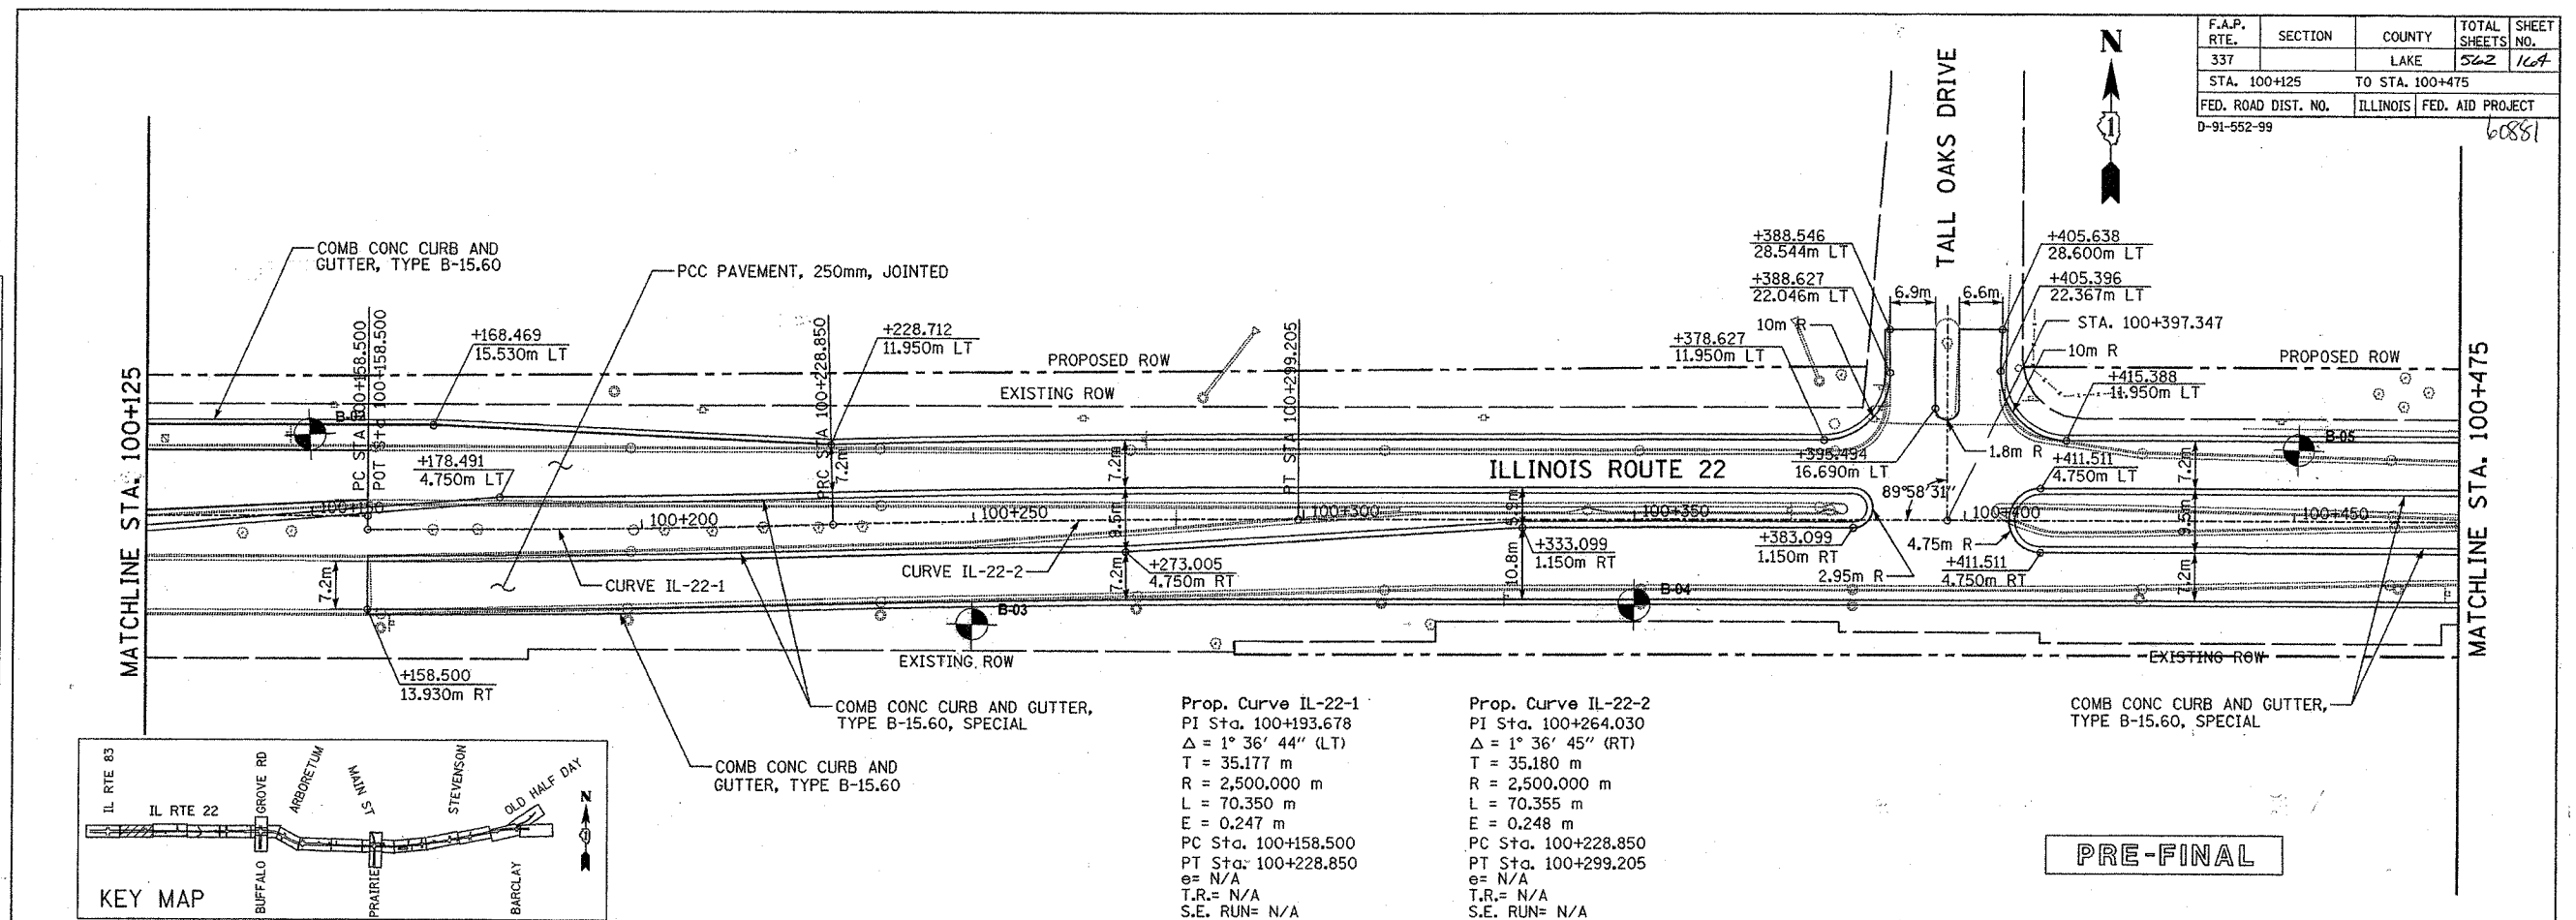 F.A.P. RTE. SECTION COUNTY TOTAL SHEETS SHEET NO.
337 LAKE 562 164
STA. 100+125 TO STA. 100+475
FED. ROAD DIST. NO. ILLINOIS FED. AID PROJECT
D-91-552-99
60881
N
1
TALL OAKS DRIVE
COMB CONC CURB AND
GUTTER, TYPE B-15.60
PCC PAVEMENT, 250mm, JOINTED
+388.546
28.544m LT
+388.627
22.046m LT
10m R
+378.627
11.950m LT
6.9m
6.6m
+405.638
28.600m LT
+405.396
22.367m LT
STA. 100+397.347
10m R
+415.388
11.950m LT
MATCHLINE STA. 100+125
PC STA 100+158.500
POT Sta 100+158.500
+168.469
15.530m LT
PRC STA 100+228.850
+228.712
11.950m LT
PT STA 100+299.205
PROPOSED ROW
EXISTING ROW
PROPOSED ROW
MATCHLINE STA. 100+475
+178.491
4.750m LT
7.2m
7.2m
ILLINOIS ROUTE 22
+395.494
16.690m LT
1.8m R
+411.511
4.750m LT
7.2m
B-05
89°58'31"
100+150
100+200
100+250
100+300
100+350
100+400
100+450
9.5m
5.9m
9.5m
7.2m
CURVE IL-22-1
CURVE IL-22-2
+273.005
4.750m RT
7.2m
10.8m
+333.099
1.150m RT
+383.099
1.150m RT
2.95m R
4.75m R
+411.511
4.750m RT
7.2m
B-03
B-04
+158.500
13.930m RT
EXISTING ROW
EXISTING ROW
COMB CONC CURB AND GUTTER,
TYPE B-15.60, SPECIAL
COMB CONC CURB AND
GUTTER, TYPE B-15.60
COMB CONC CURB AND GUTTER,
TYPE B-15.60, SPECIAL
Prop. Curve IL-22-1
PI Sta. 100+193.678
Δ = 1° 36' 44" (LT)
T = 35.177 m
R = 2,500.000 m
L = 70.350 m
E = 0.247 m
PC Sta. 100+158.500
PT Sta. 100+228.850
e= N/A
T.R.= N/A
S.E. RUN= N/A
Prop. Curve IL-22-2
PI Sta. 100+264.030
Δ = 1° 36' 45" (RT)
T = 35.180 m
R = 2,500.000 m
L = 70.355 m
E = 0.248 m
PC Sta. 100+228.850
PT Sta. 100+299.205
e= N/A
T.R.= N/A
S.E. RUN= N/A
PRE-FINAL
IL RTE 83
IL RTE 22
BUFFALO GROVE RD
ARBORETUM
MAIN ST
PRAIRIE
STEVENSON
OLD HALF DAY
BARCLAY
N
KEY MAP